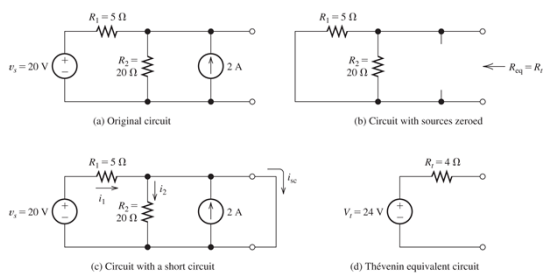 R₁ = 5 Ω
vₛ = 20 V
+
−
R₂ =
20 Ω
2 A
(a) Original circuit
R₁ = 5 Ω
R₂ =
20 Ω
Req = Rₜ
(b) Circuit with sources zeroed
R₁ = 5 Ω
i₁
i₂
isc
vₛ = 20 V
+
−
R₂ =
20 Ω
2 A
(c) Circuit with a short circuit
Rₜ = 4 Ω
Vₜ = 24 V
+
−
(d) Thévenin equivalent circuit